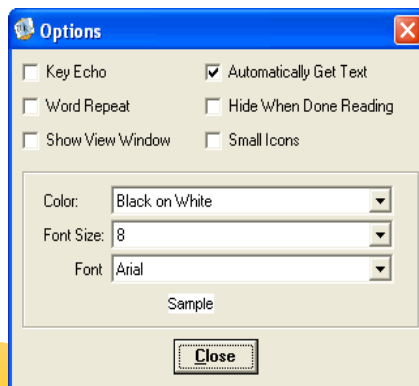 Options
Key Echo Automatically Get Text
Word Repeat Hide When Done Reading
Show View Window Small Icons
Color: Black on White
Font Size: 8
Font Arial
Sample
Close